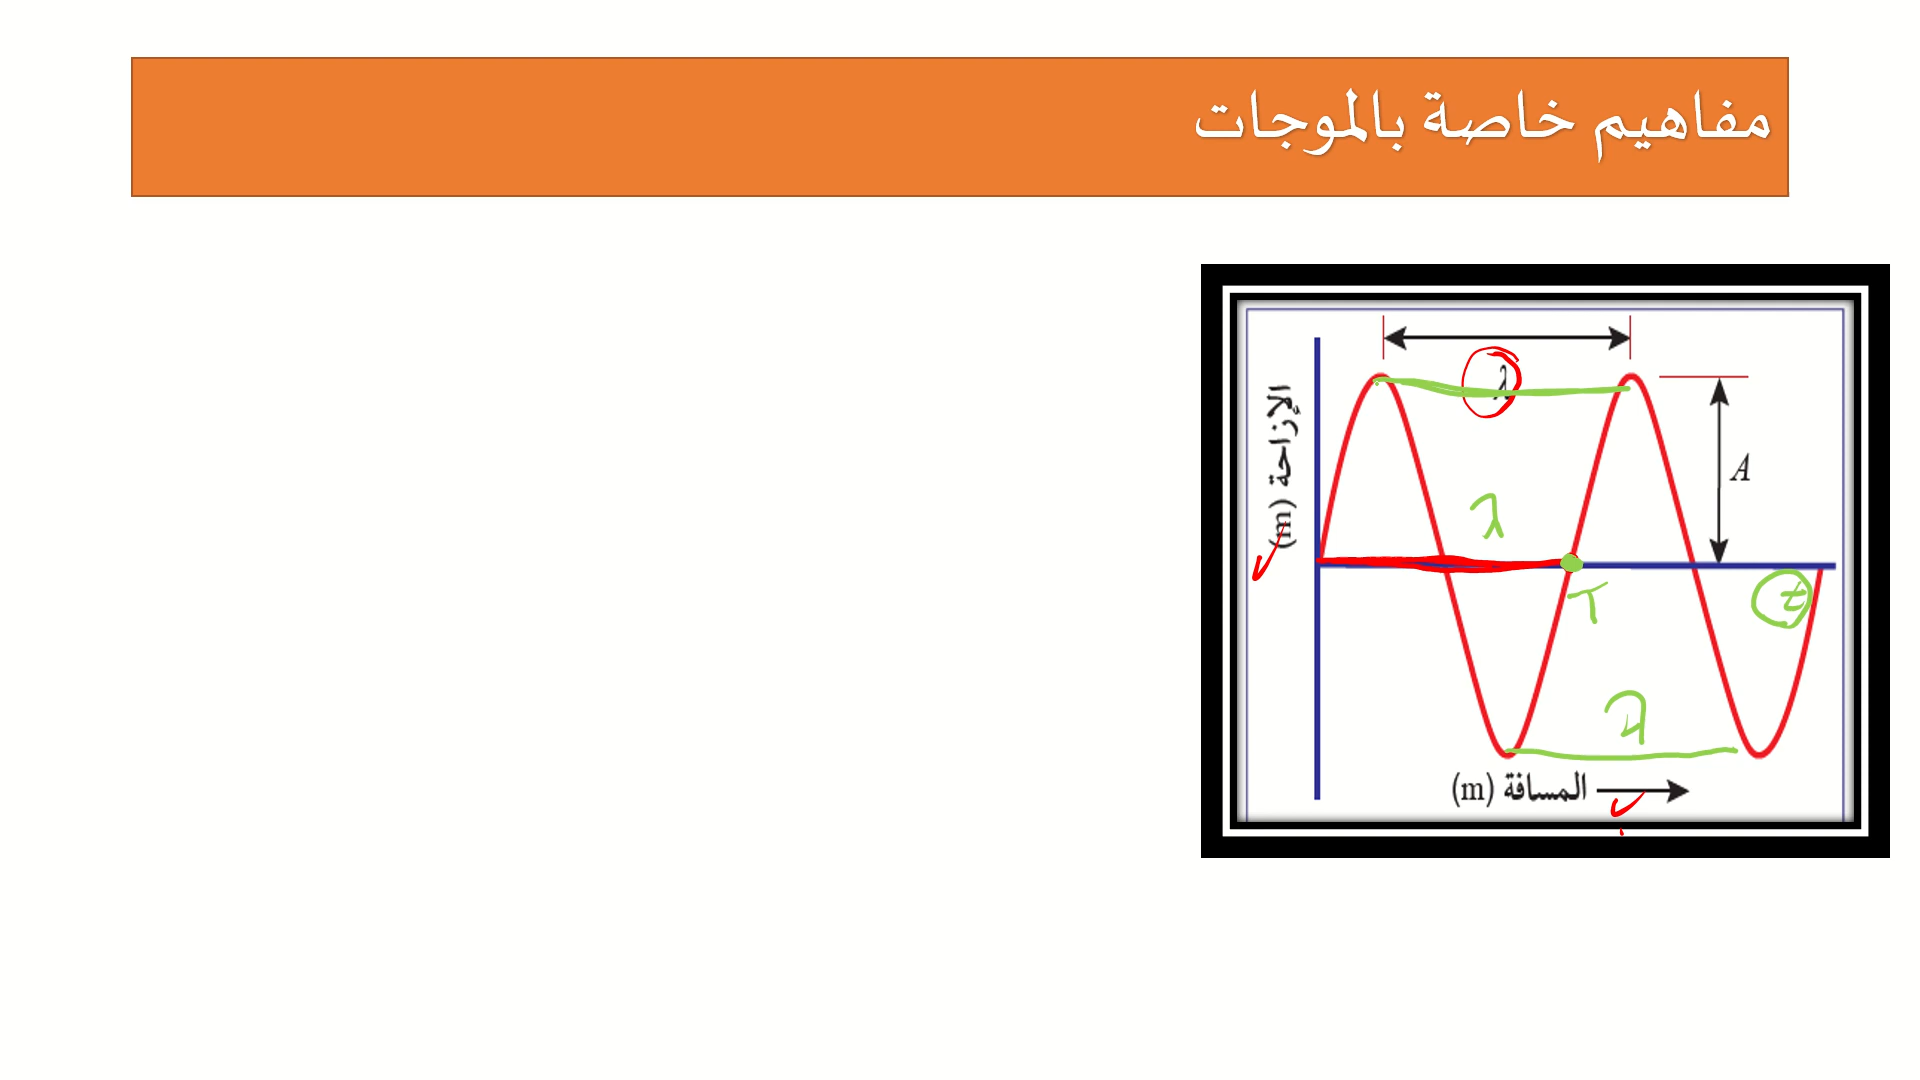 مفاهيم خاصة بالموجات
λ
الإزاحة (m)
A
λ
T
t
λ
المسافة (m)